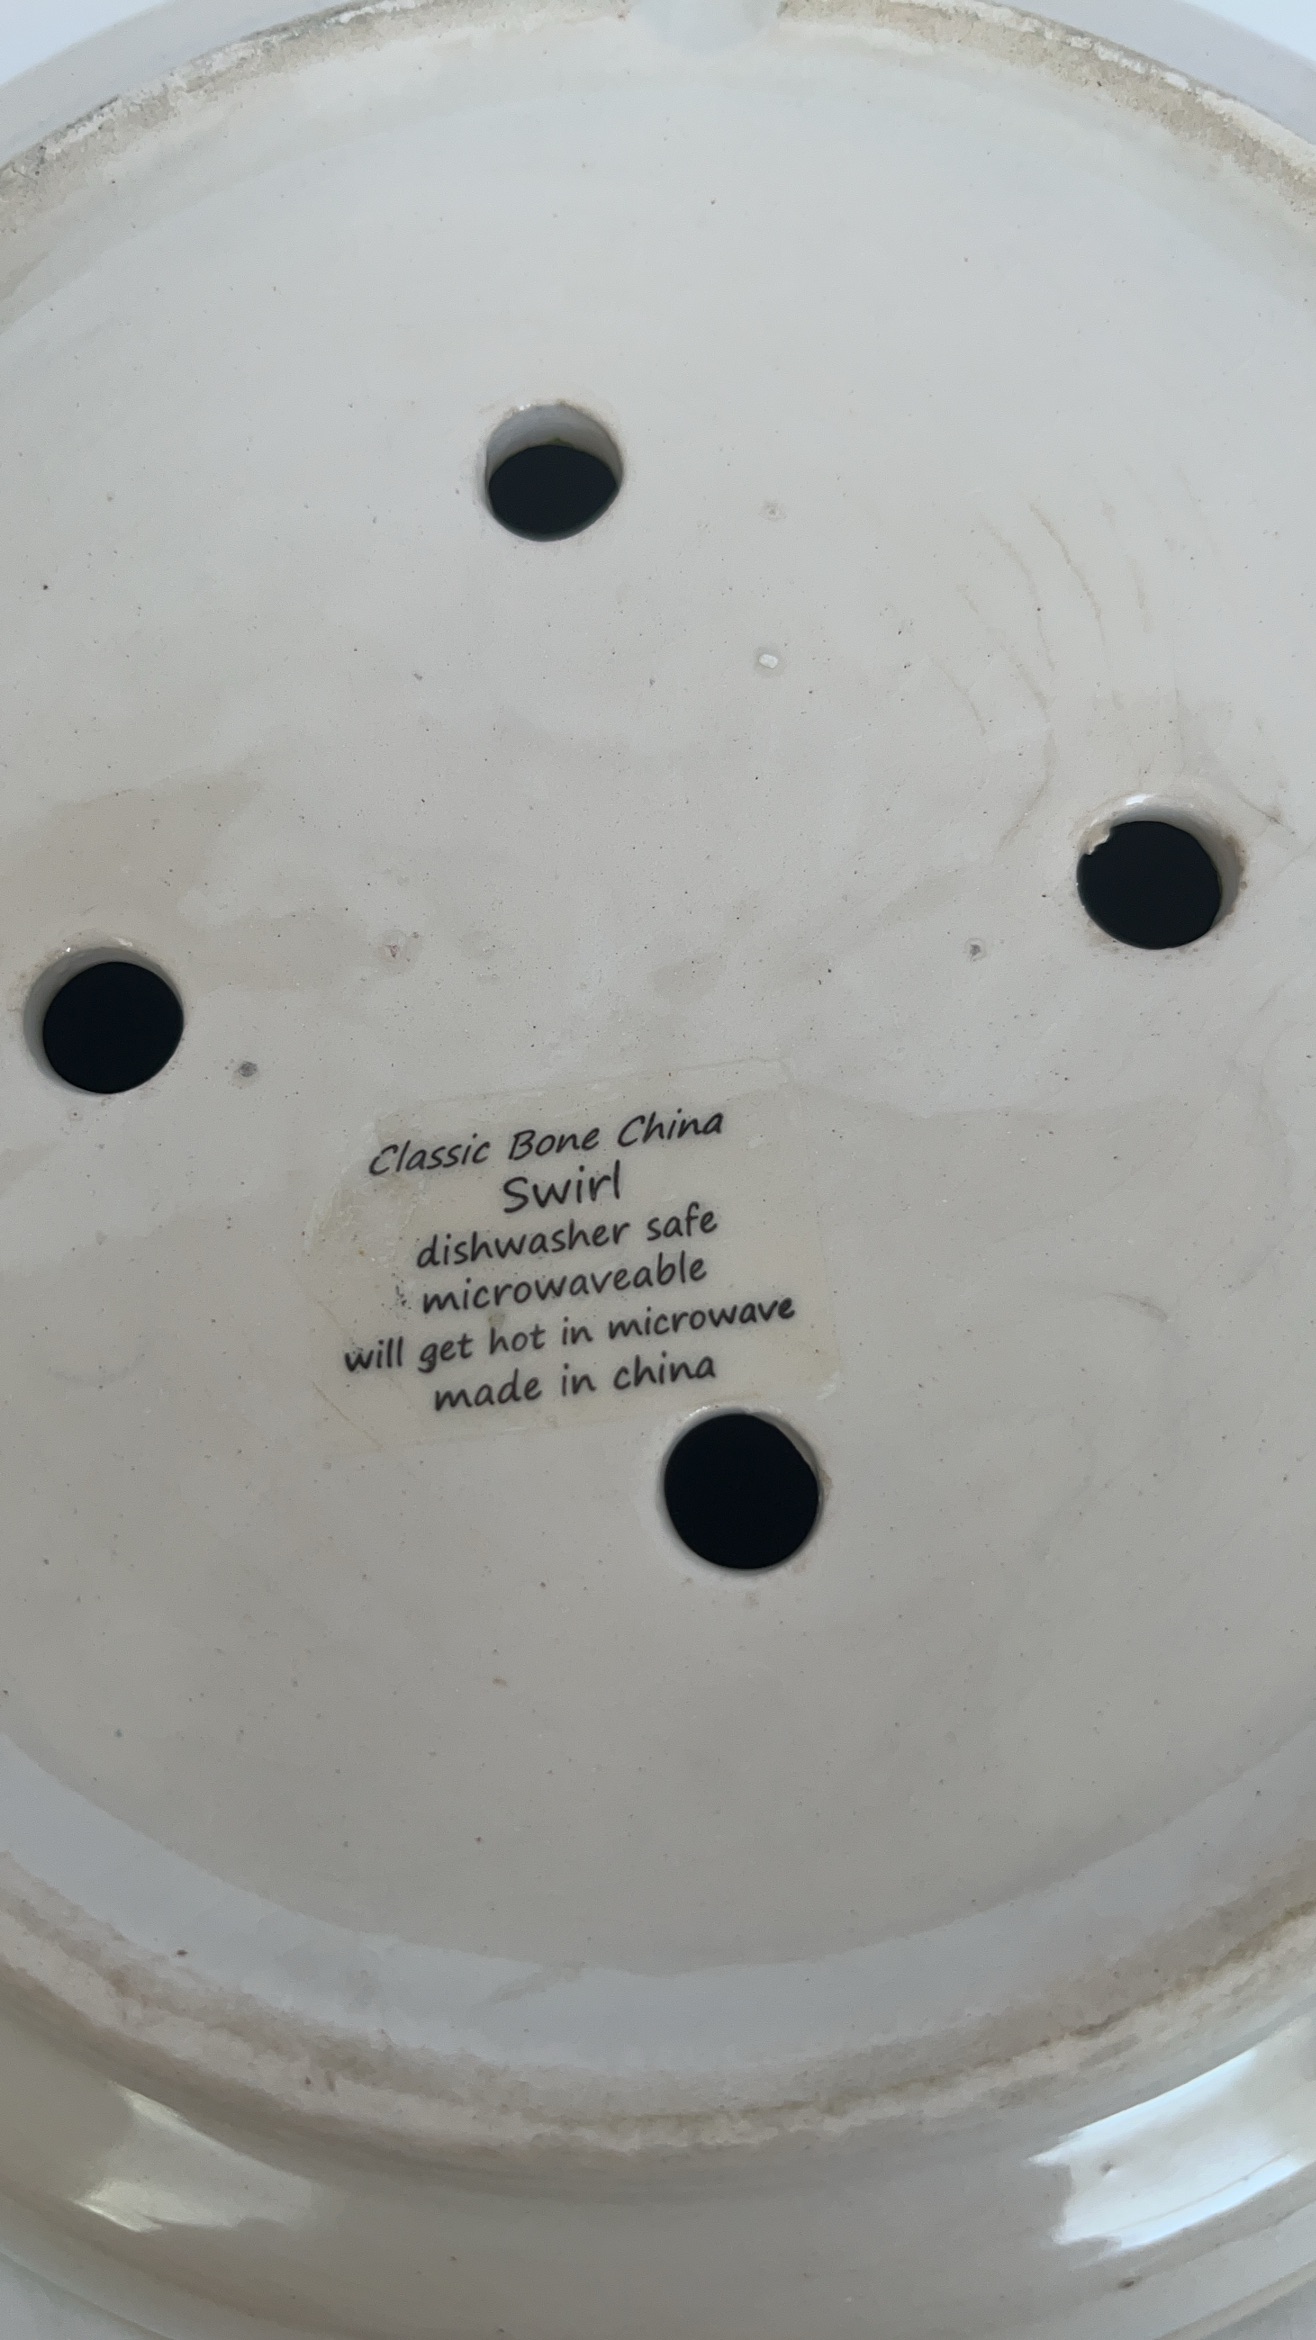 Classic Bone China
Swirl
dishwasher safe
microwaveable
will get hot in microwave
made in china